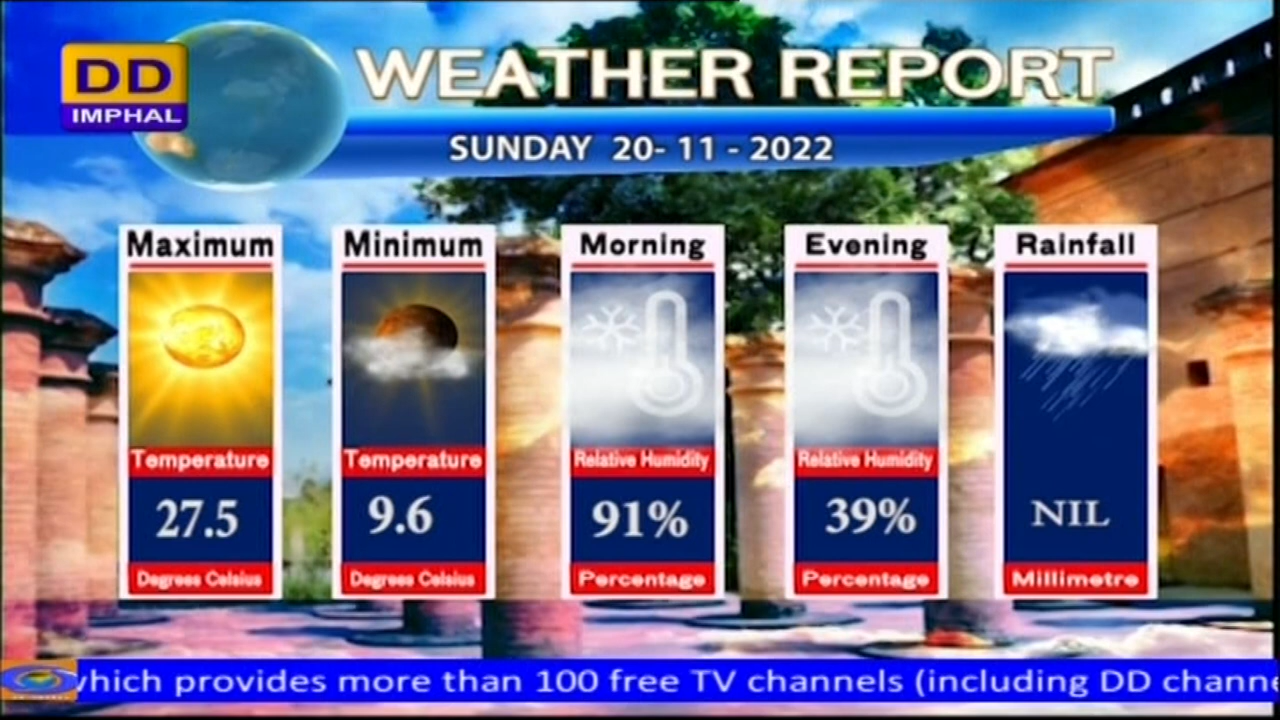 DD
IMPHAL
WEATHER REPORT
SUNDAY 20- 11 - 2022
Maximum
Temperature
27.5
Degrees Celsius
Minimum
Temperature
9.6
Degrees Celsius
Morning
Relative Humidity
91%
Percentage
Evening
Relative Humidity
39%
Percentage
Rainfall
NIL
Millimetre
which provides more than 100 free TV channels (including DD channe